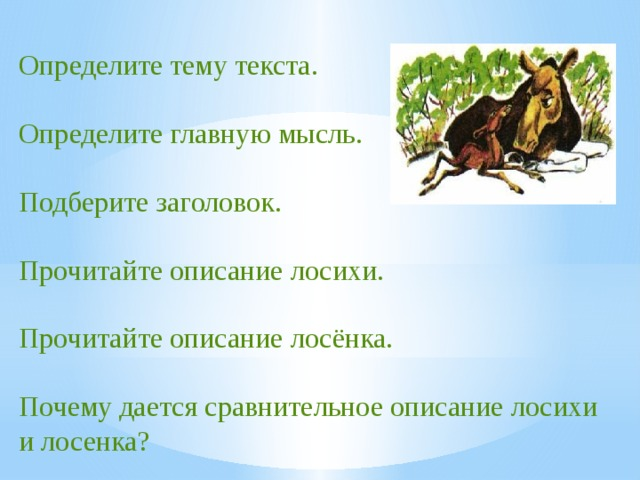 Определите тему текста.
Определите главную мысль.
Подберите заголовок.
Прочитайте описание лосихи.
Прочитайте описание лосёнка.
Почему дается сравнительное описание лосихи
и лосенка?